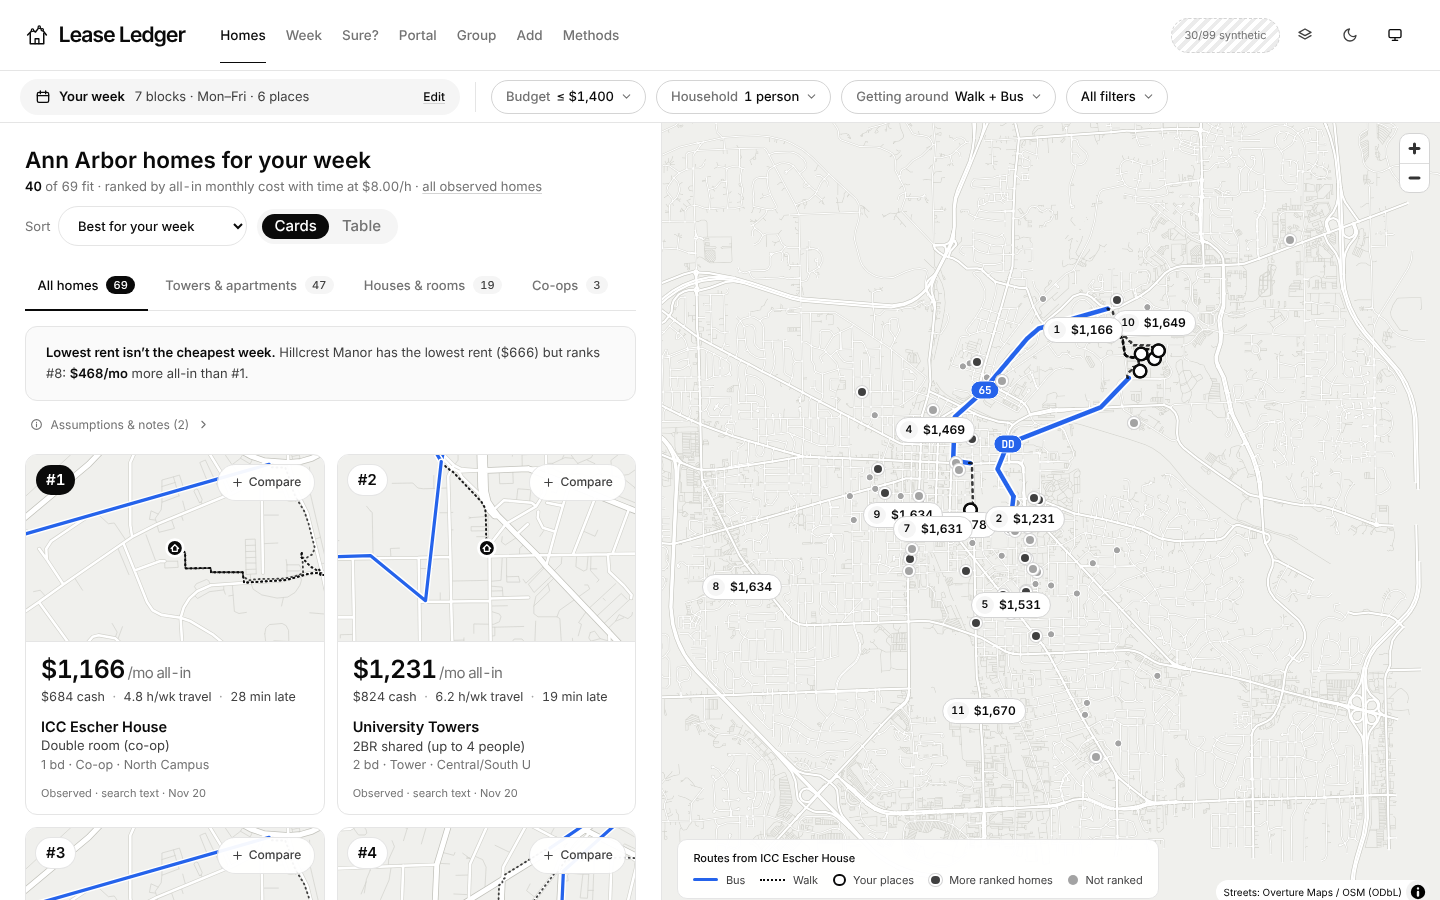 Lease Ledger
Homes
Week
Sure?
Portal
Group
Add
Methods
30/99 synthetic
Your week 7 blocks · Mon–Fri · 6 places
Edit
Budget ≤ $1,400
Household 1 person
Getting around Walk + Bus
All filters
Ann Arbor homes for your week
40 of 69 fit · ranked by all-in monthly cost with time at $8.00/h · all observed homes
Sort
Best for your week
Cards
Table
All homes 69
Towers & apartments 47
Houses & rooms 19
Co-ops 3
Lowest rent isn’t the cheapest week. Hillcrest Manor has the lowest rent ($666) but ranks
#8: $468/mo more all-in than #1.
Assumptions & notes (2)
#1
Compare
$1,166 /mo all-in
$684 cash · 4.8 h/wk travel · 28 min late
ICC Escher House
Double room (co-op)
1 bd · Co-op · North Campus
Observed · search text · Nov 20
#2
Compare
$1,231 /mo all-in
$824 cash · 6.2 h/wk travel · 19 min late
University Towers
2BR shared (up to 4 people)
2 bd · Tower · Central/South U
Observed · search text · Nov 20
#3
Compare
#4
Compare
1 $1,166
10 $1,649
65
4 $1,469
DD
9 $1,634
7 $1,631
78
2 $1,231
8 $1,634
5 $1,531
11 $1,670
Routes from ICC Escher House
Bus
Walk
Your places
More ranked homes
Not ranked
Streets: Overture Maps / OSM (ODbL)